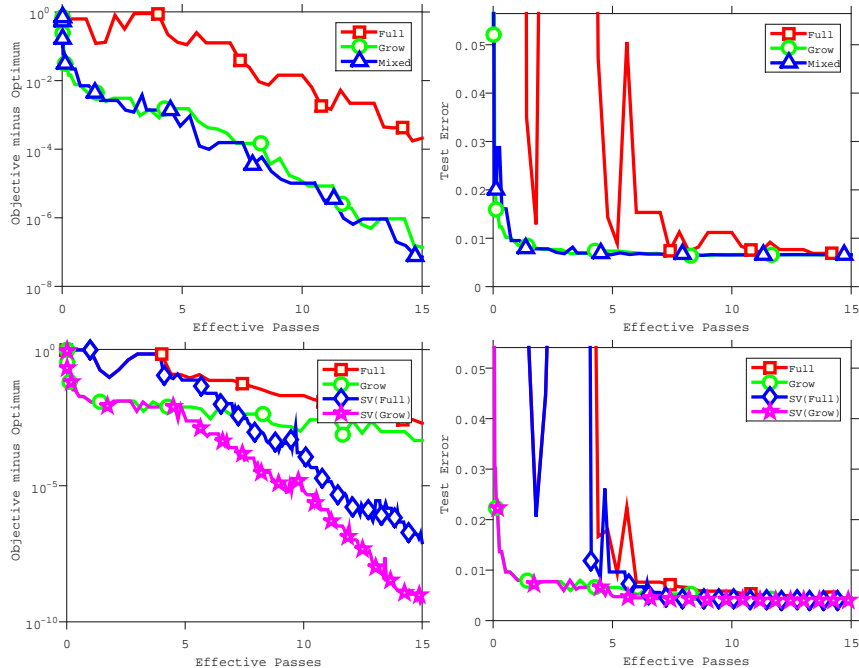 10^0
10^-2
10^-4
10^-6
10^-8
0
5
10
15
Objective minus Optimum
Effective Passes
Full
Grow
Mixed
0.05
0.04
0.03
0.02
0.01
0
0
5
10
15
Test Error
Effective Passes
Full
Grow
Mixed
10^0
10^-5
10^-10
0
5
10
15
Objective minus Optimum
Effective Passes
Full
Grow
SV(Full)
SV(Grow)
0.05
0.04
0.03
0.02
0.01
0
0
5
10
15
Test Error
Effective Passes
Full
Grow
SV(Full)
SV(Grow)